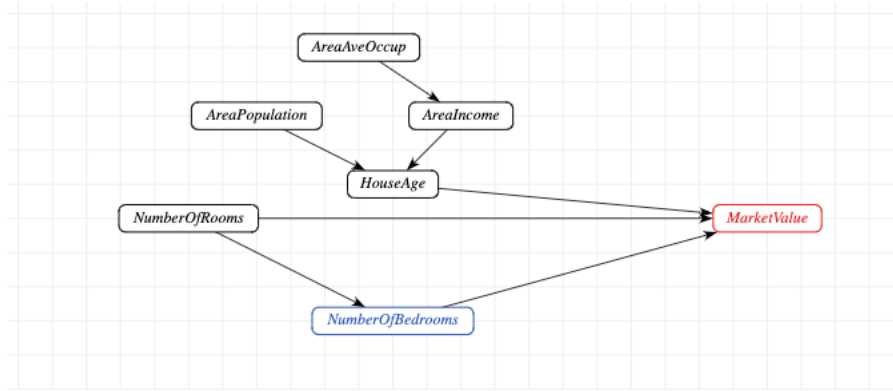 AreaAveOccup
AreaPopulation
AreaIncome
HouseAge
NumberOfRooms
MarketValue
NumberOfBedrooms